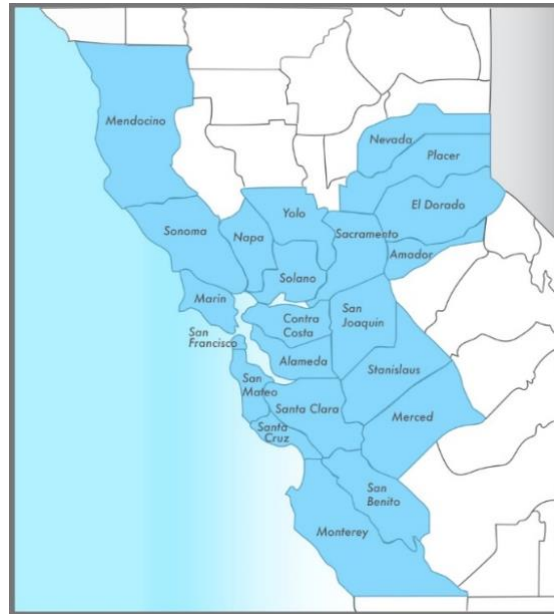 Mendocino
Nevada
Placer
El Dorado
Yolo
Sonoma
Napa
Sacramento
Amador
Solano
Marin
Contra
Costa
San
Joaquin
San
Francisco
Alameda
Stanislaus
San
Mateo
Santa Clara
Merced
Santa
Cruz
San
Benito
Monterey